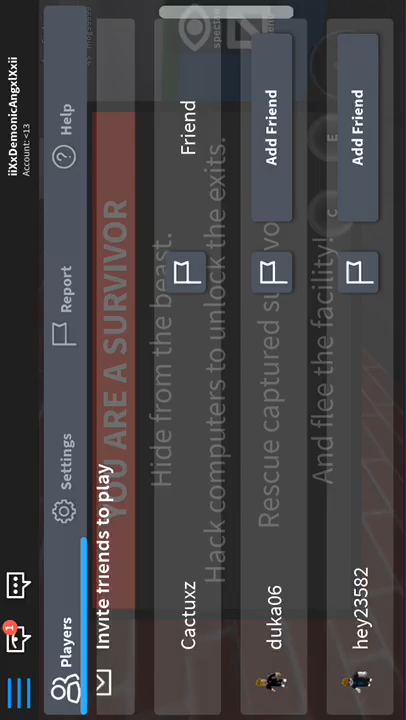 iiXxDemonicAngxlXxii
Account: <13
1
Players
Settings
Report
Help
Invite friends to play
YOU ARE A SURVIVOR
Cactuxz
Friend
Hide from the beast.
Hack computers to unlock the exits.
duka06
Add Friend
Rescue captured survivo
hey23582
Add Friend
And flee the facility!
E
C